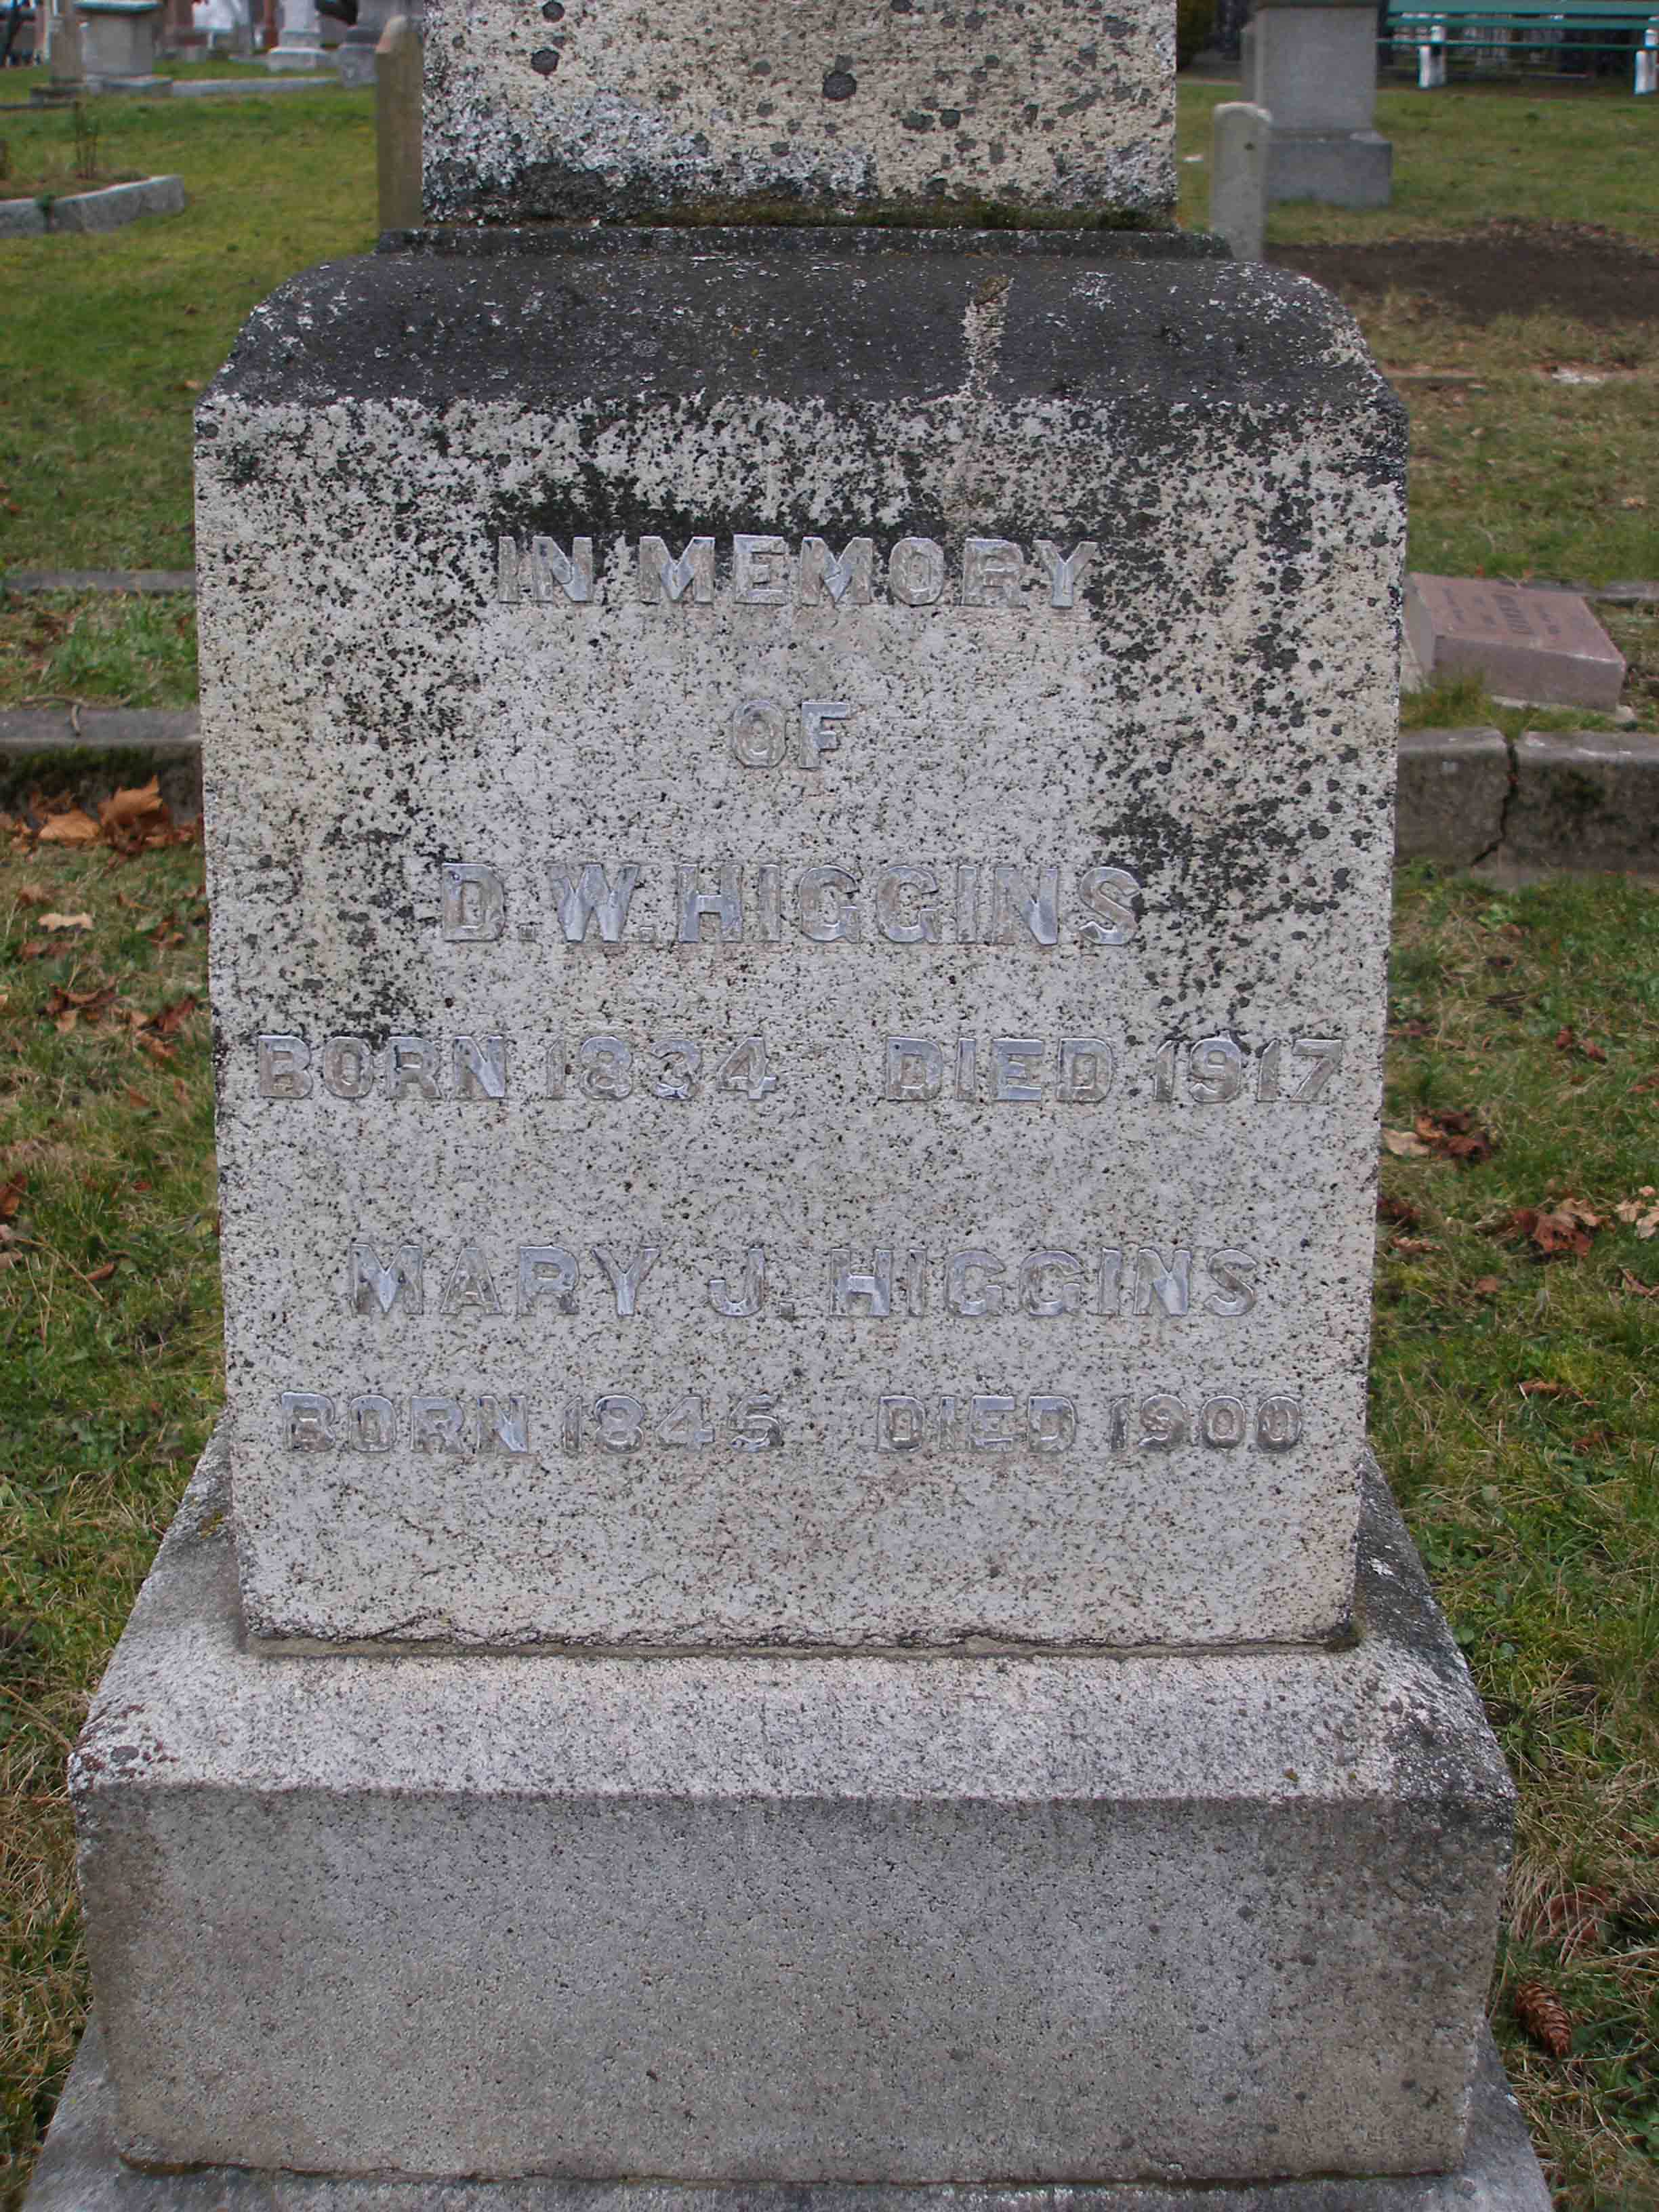 IN MEMORY
OF
D.W. HIGGINS
BORN 1834 DIED 1917
MARY J. HIGGINS
BORN 1845 DIED 1900